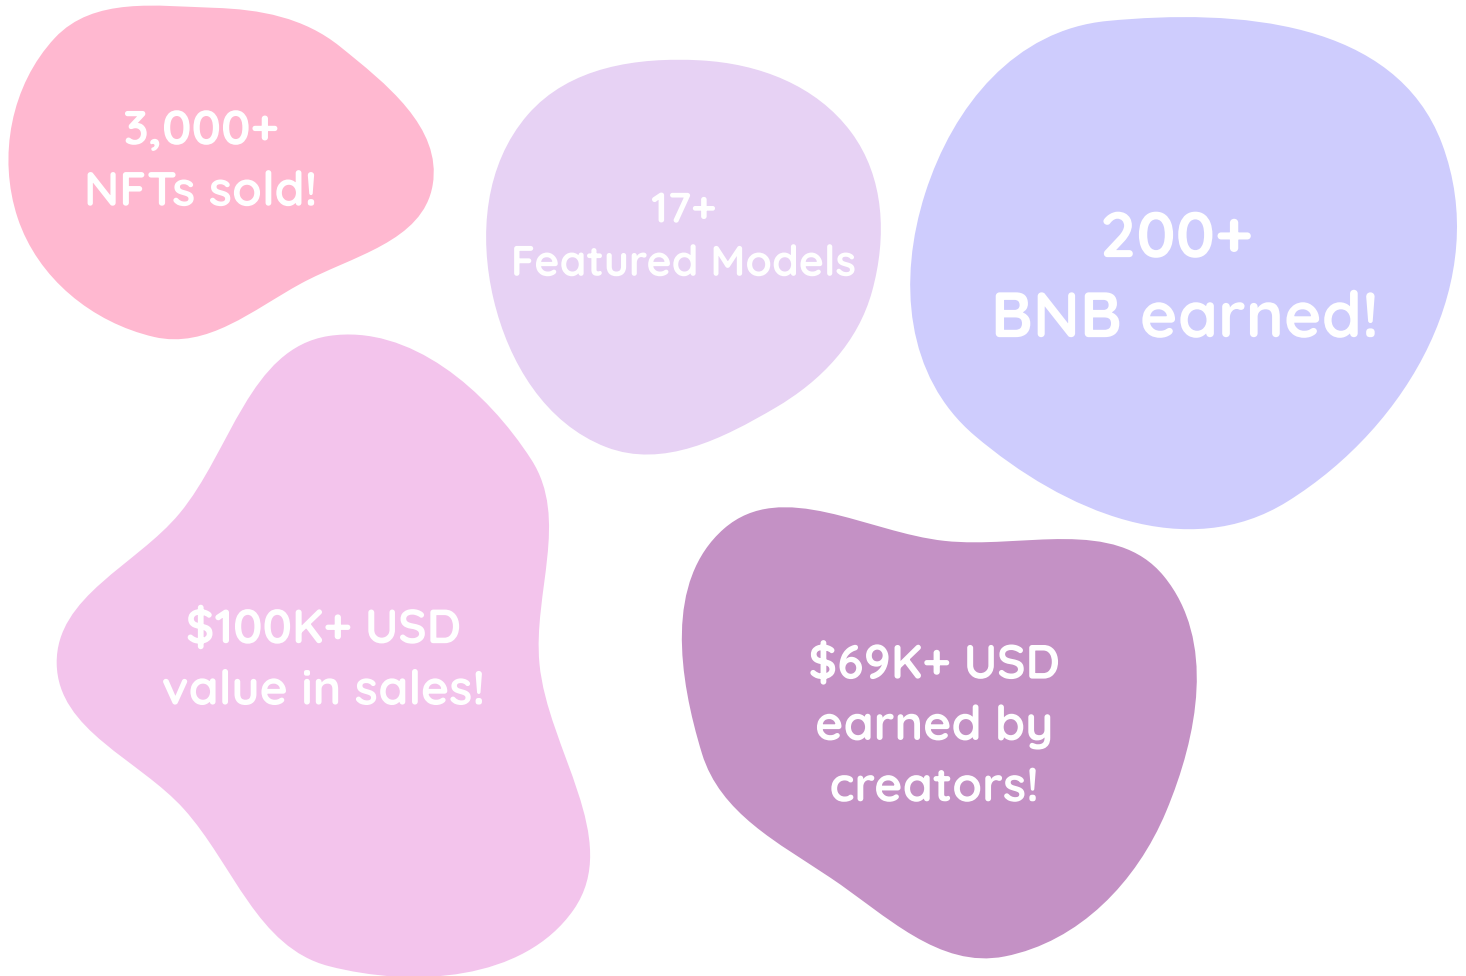 3,000+
NFTs sold!
17+
Featured Models
200+
BNB earned!
$100K+ USD
value in sales!
$69K+ USD
earned by
creators!